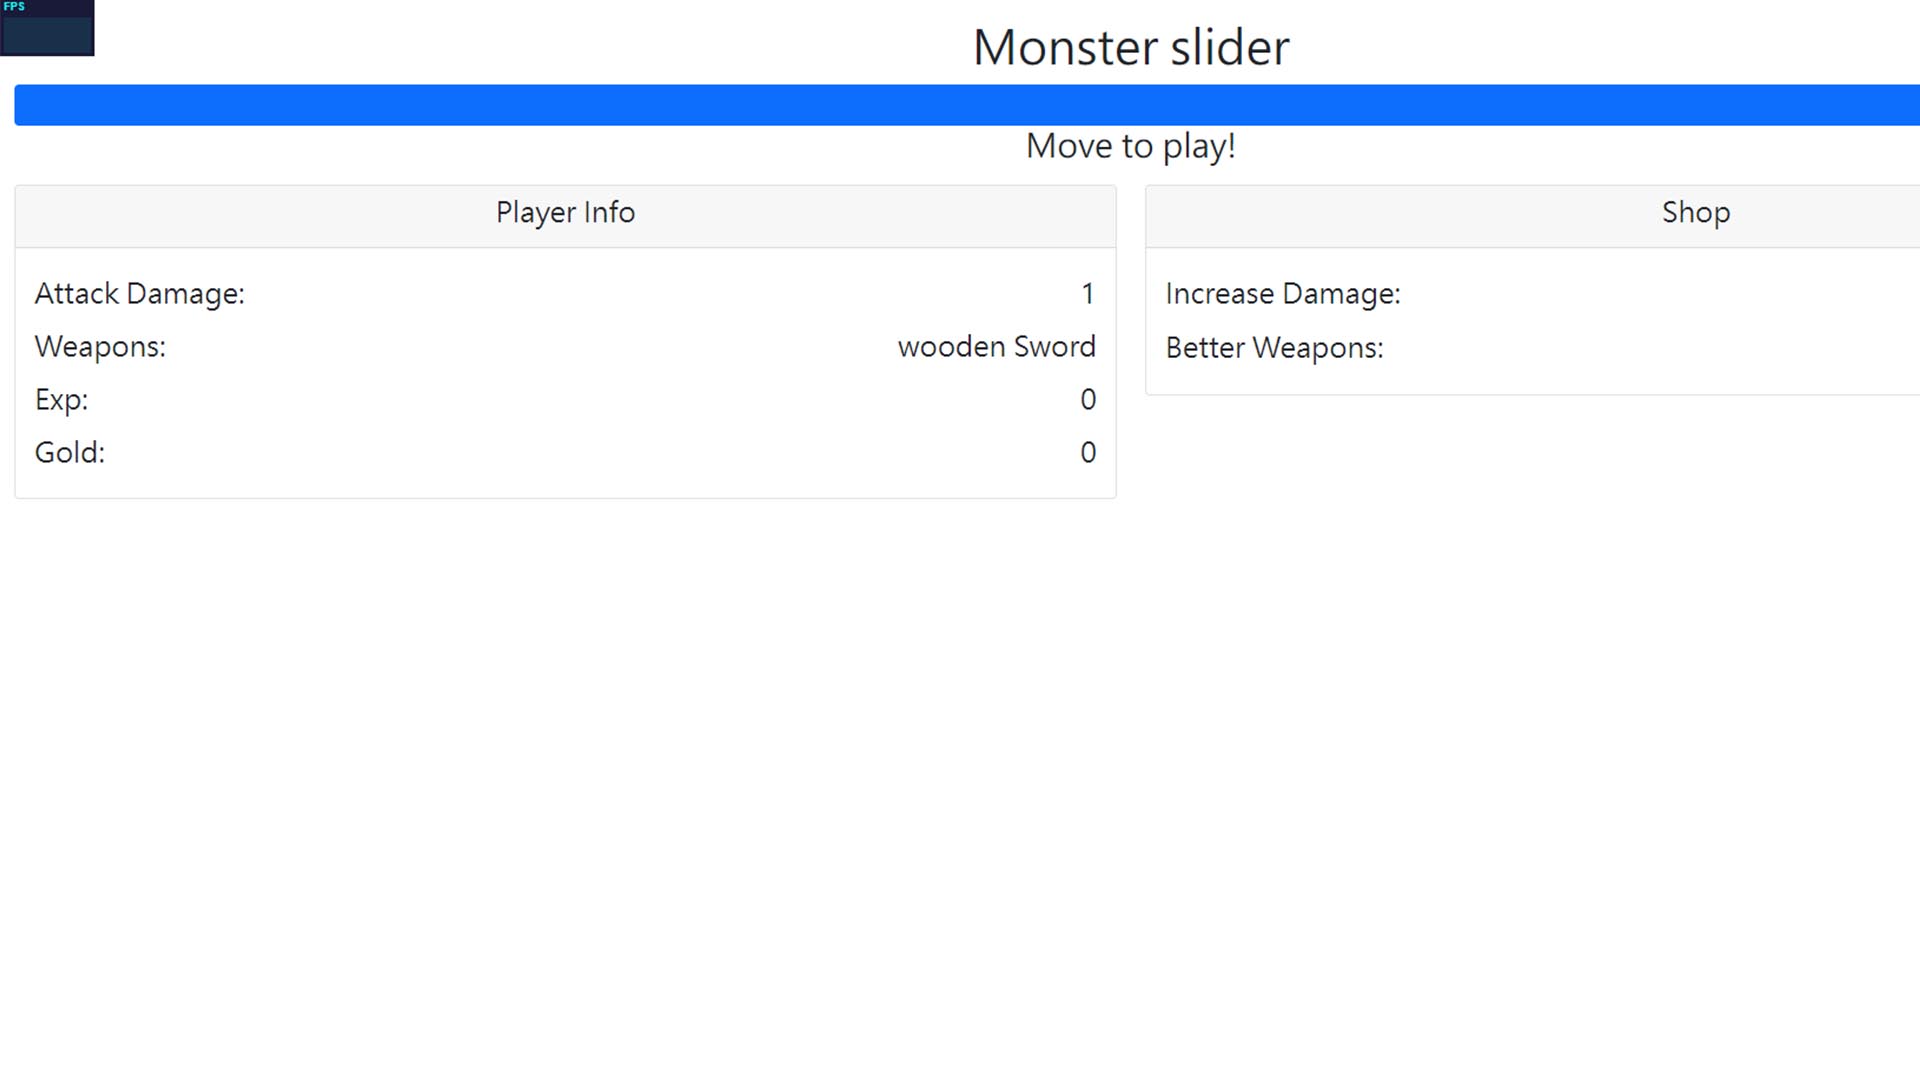 FPS
Monster slider
Move to play!
Player Info
Attack Damage: 1
Weapons: wooden Sword
Exp: 0
Gold: 0
Shop
Increase Damage:
Better Weapons: